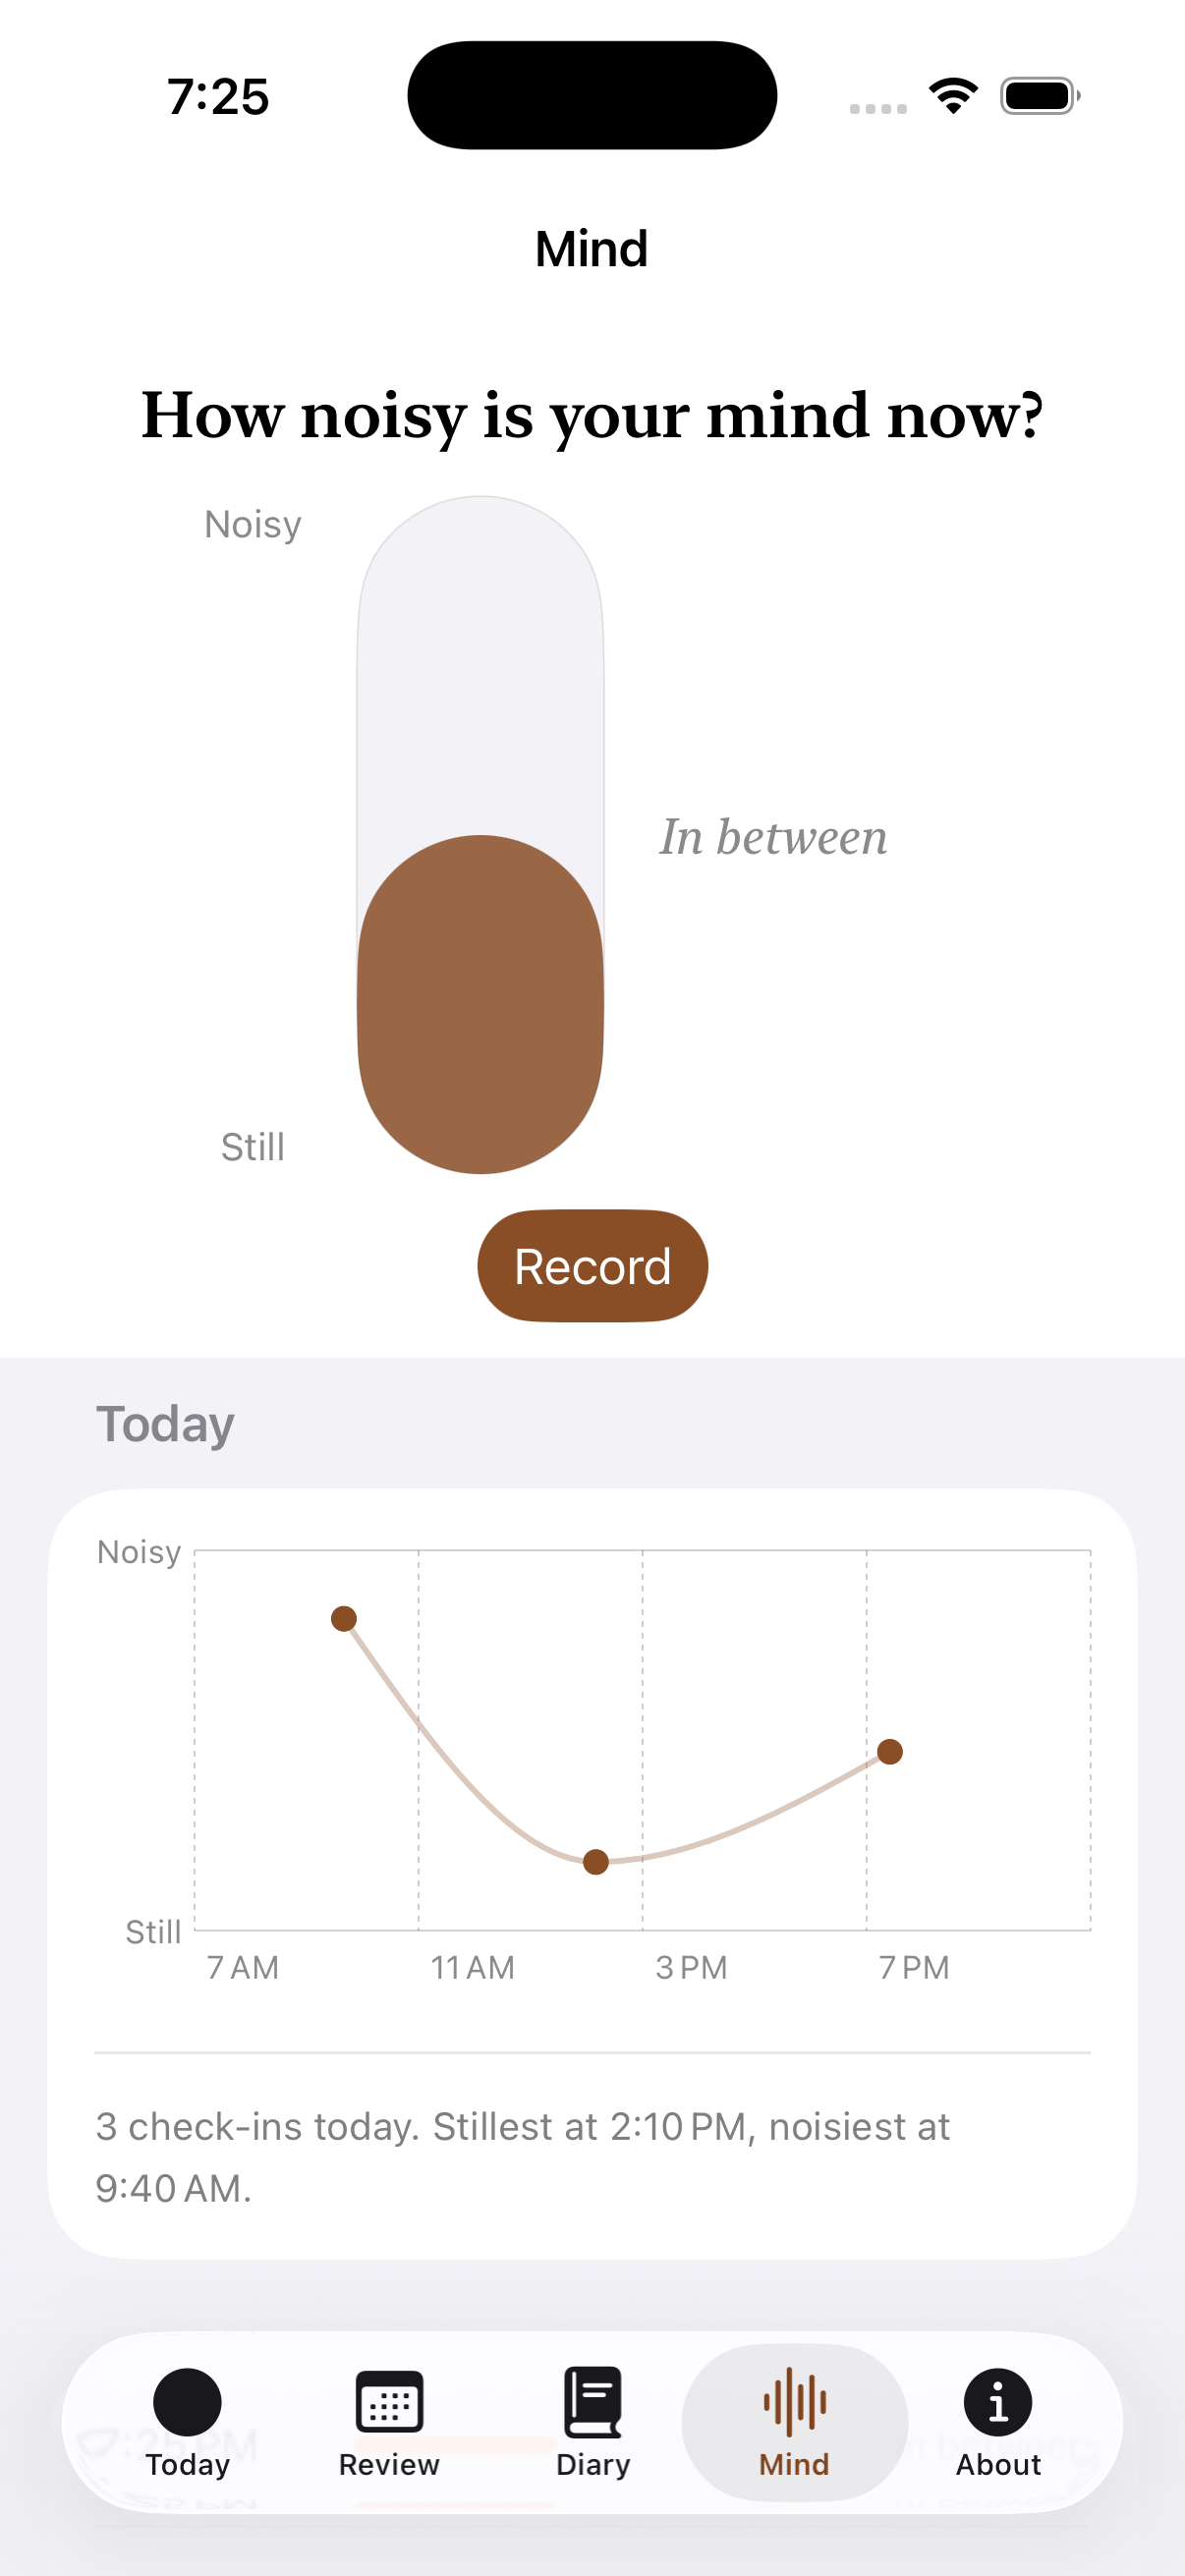 7:25
Mind
How noisy is your mind now?
Noisy
In between
Still
Record
Today
Noisy
Still
7 AM 11 AM 3 PM 7 PM
3 check-ins today. Stillest at 2:10 PM, noisiest at
9:40 AM.
Today Review Diary Mind About